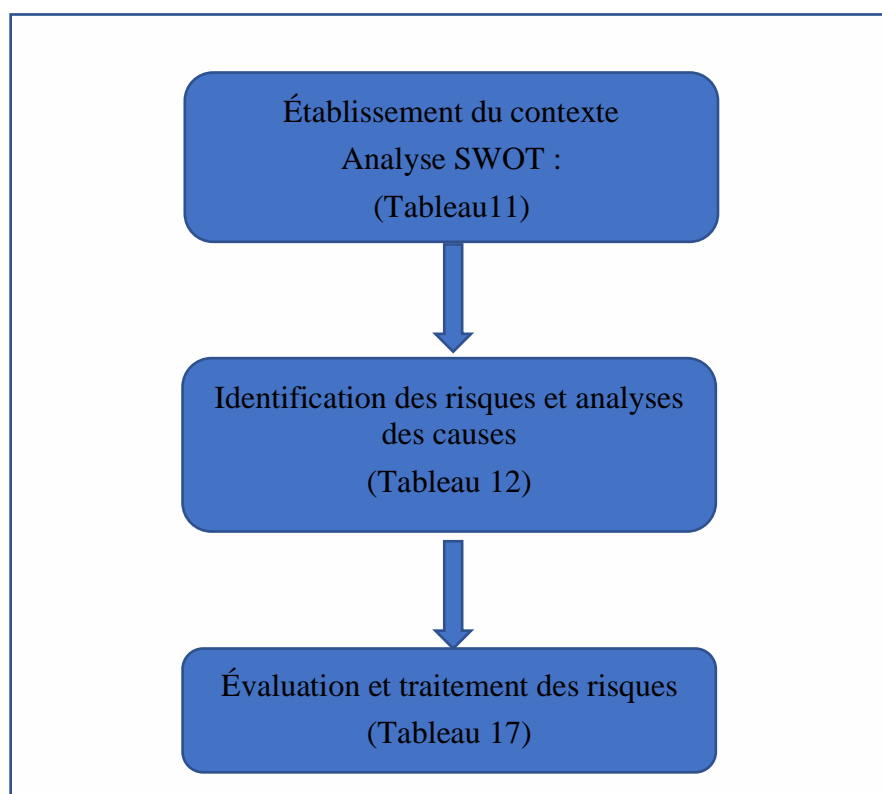 Établissement du contexte
Analyse SWOT :
(Tableau11)
Identification des risques et analyses
des causes
(Tableau 12)
Évaluation et traitement des risques
(Tableau 17)